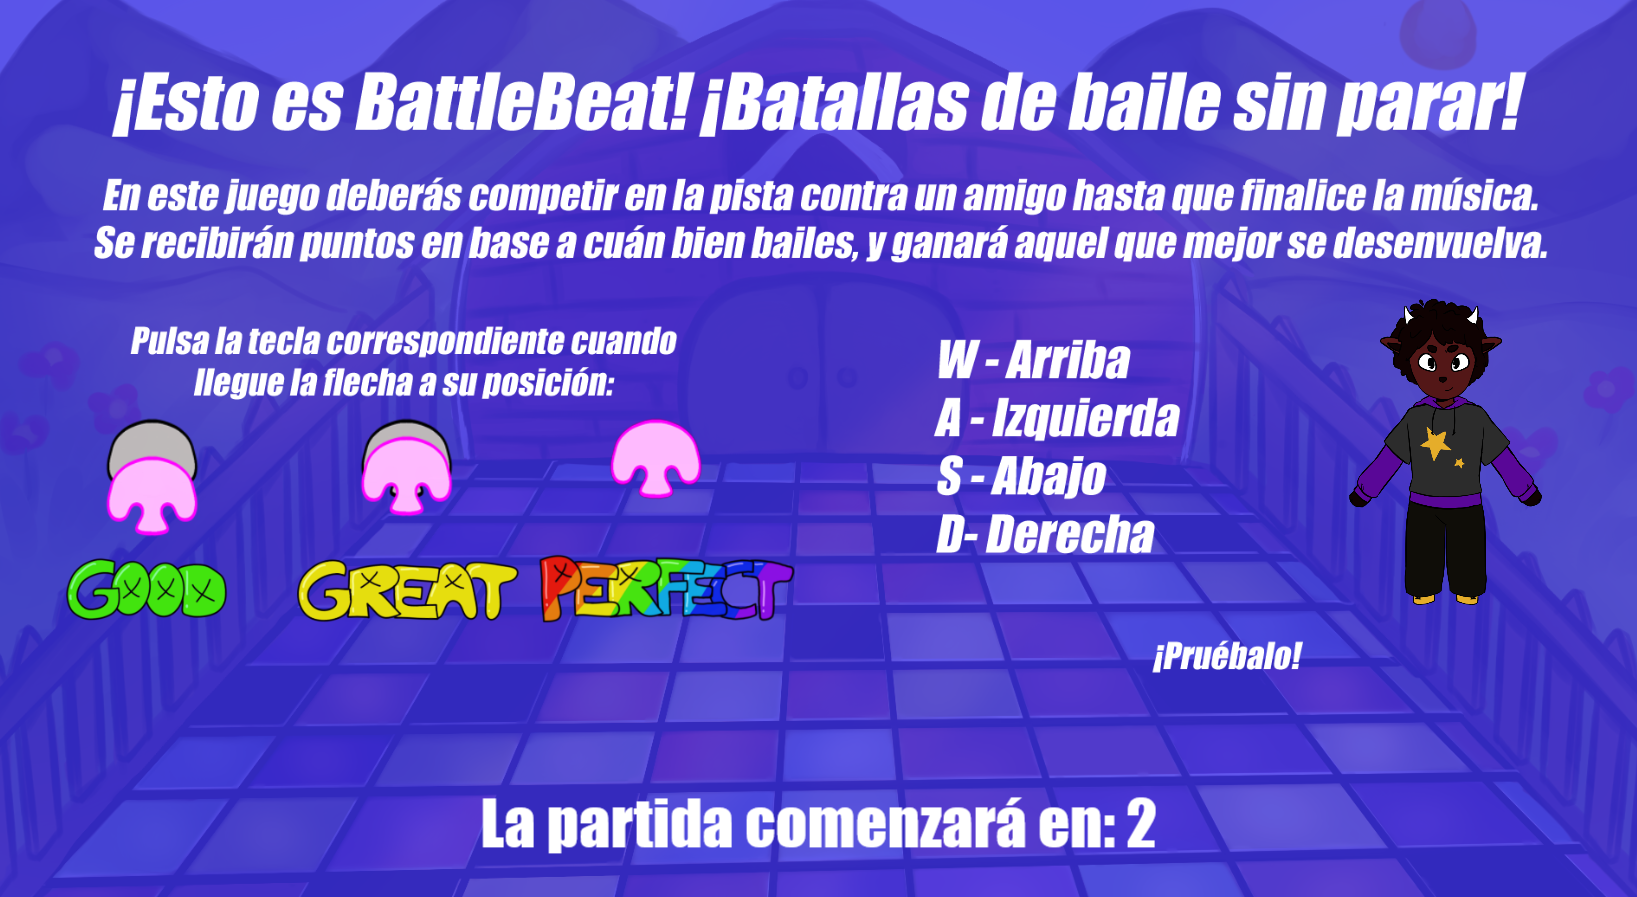 ¡Esto es BattleBeat! ¡Batallas de baile sin parar!
En este juego deberás competir en la pista contra un amigo hasta que finalice la música.
Se recibirán puntos en base a cuán bien bailes, y ganará aquel que mejor se desenvuelva.
Pulsa la tecla correspondiente cuando
llegue la flecha a su posición:
GOOD
GREAT
PERFECT
W - Arriba
A - Izquierda
S - Abajo
D- Derecha
¡Pruébalo!
La partida comenzará en: 2